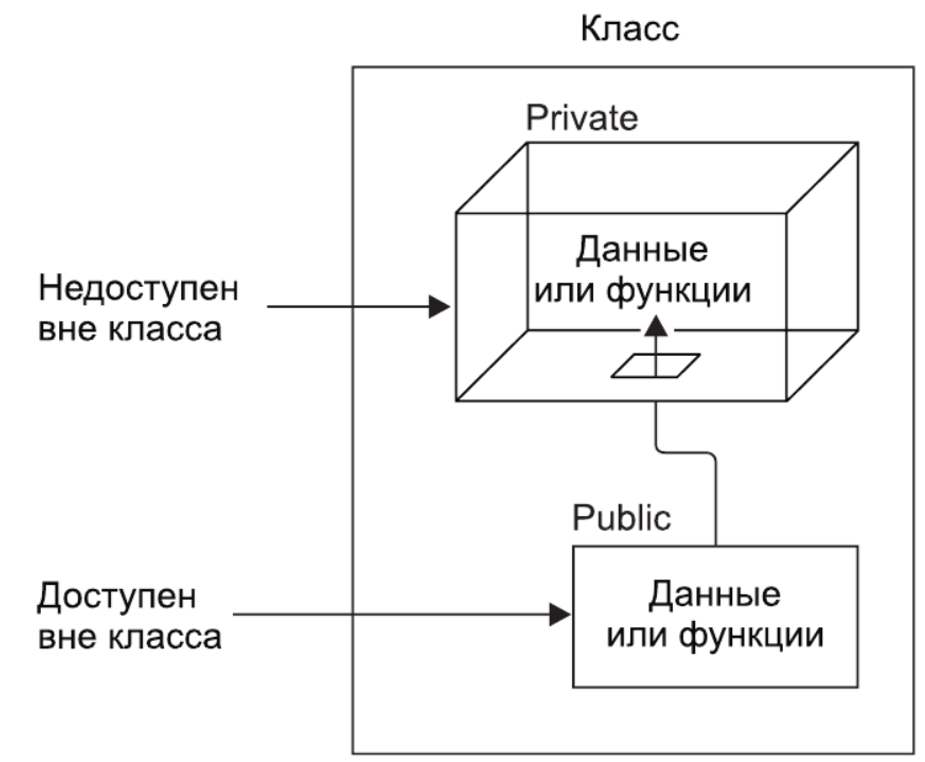 Класс
Private
Данные
или функции
Недоступен
вне класса
Public
Данные
или функции
Доступен
вне класса